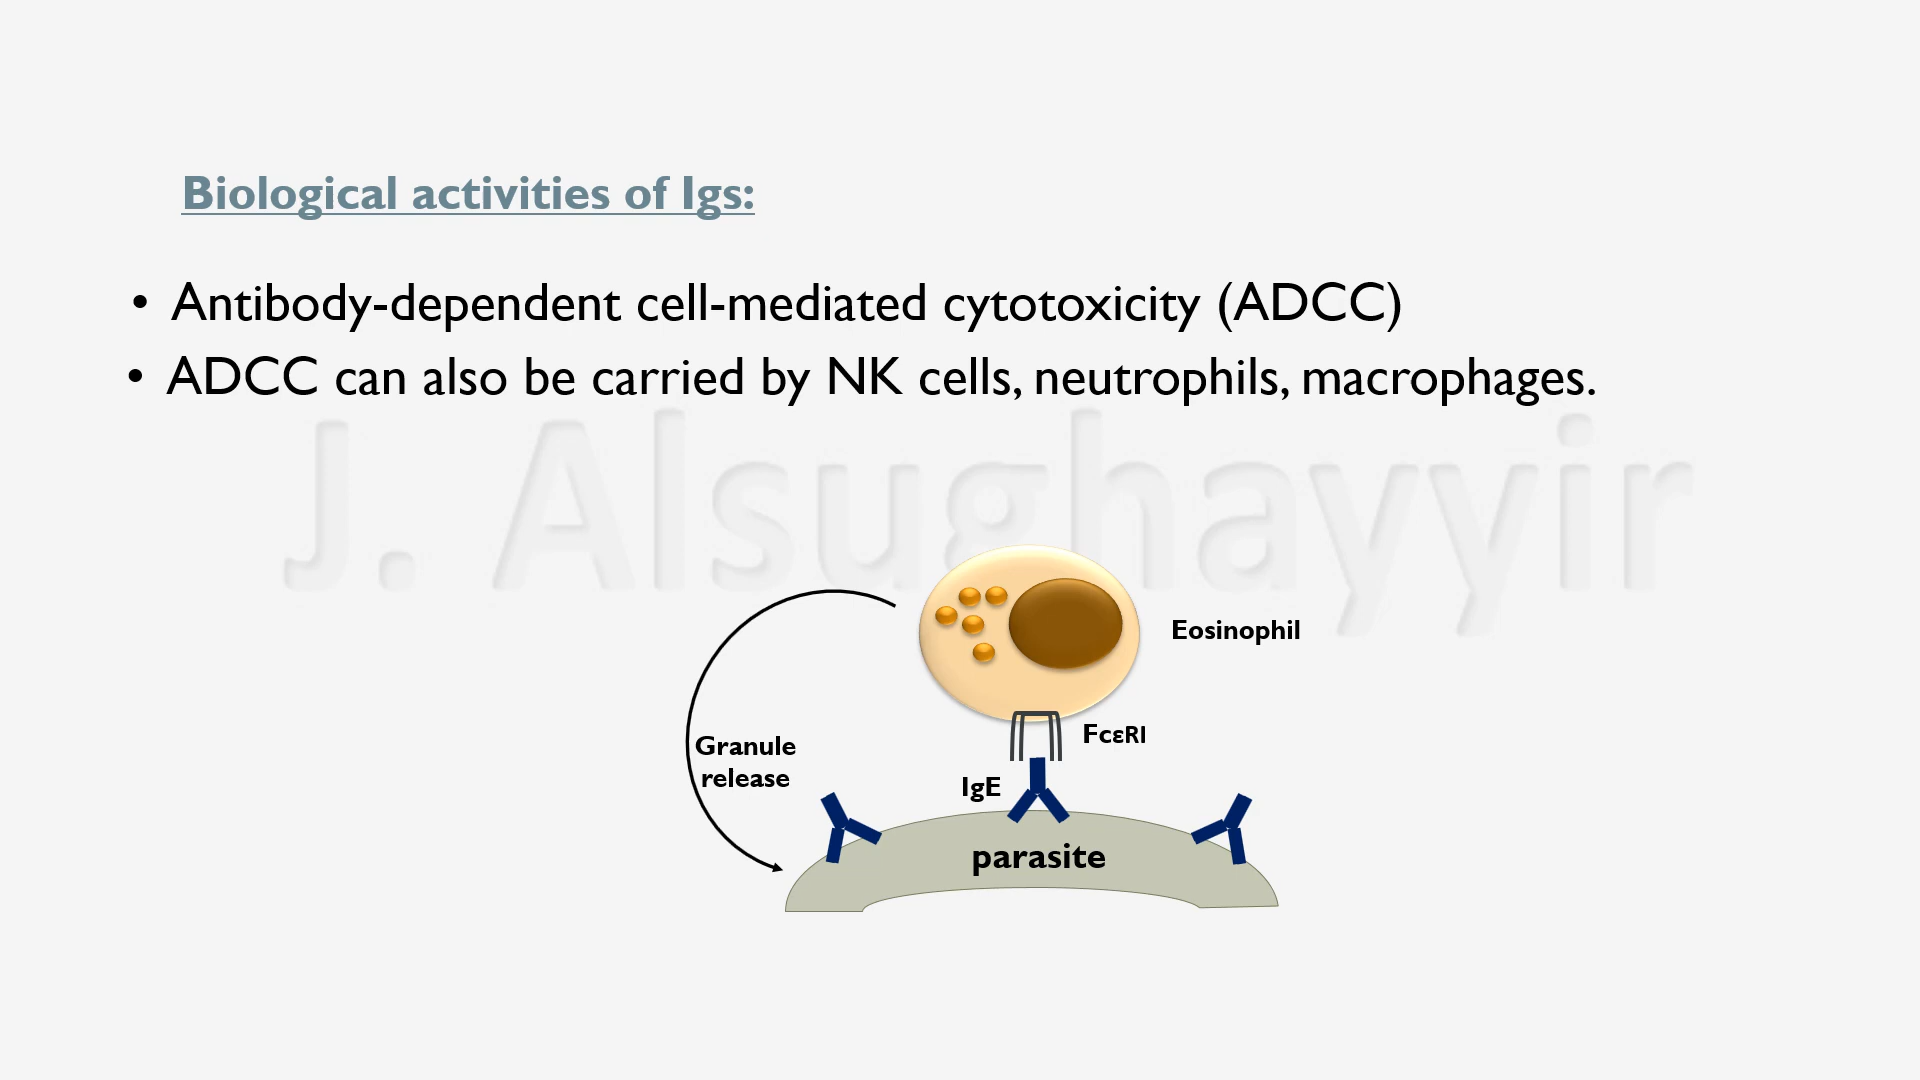 Biological activities of Igs:
• Antibody-dependent cell-mediated cytotoxicity (ADCC)
• ADCC can also be carried by NK cells, neutrophils, macrophages.
J. Alsughayyir
Eosinophil
FcεRI
Granule
release
IgE
parasite